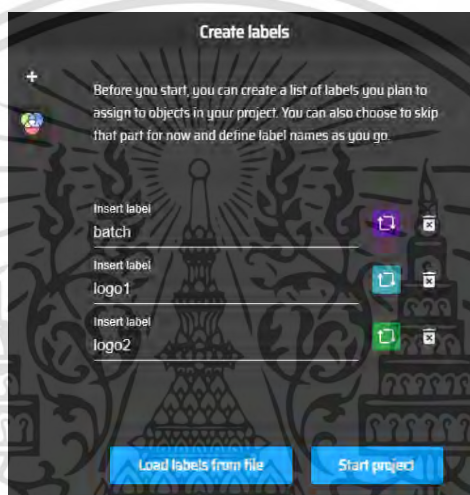 Create labels
Before you start, you can create a list of labels you plan to
assign to objects in your project. You can also choose to skip
that part for now and define label names as you go.
Insert label
batch
Insert label
logo1
Insert label
logo2
Load labels from file
Start project